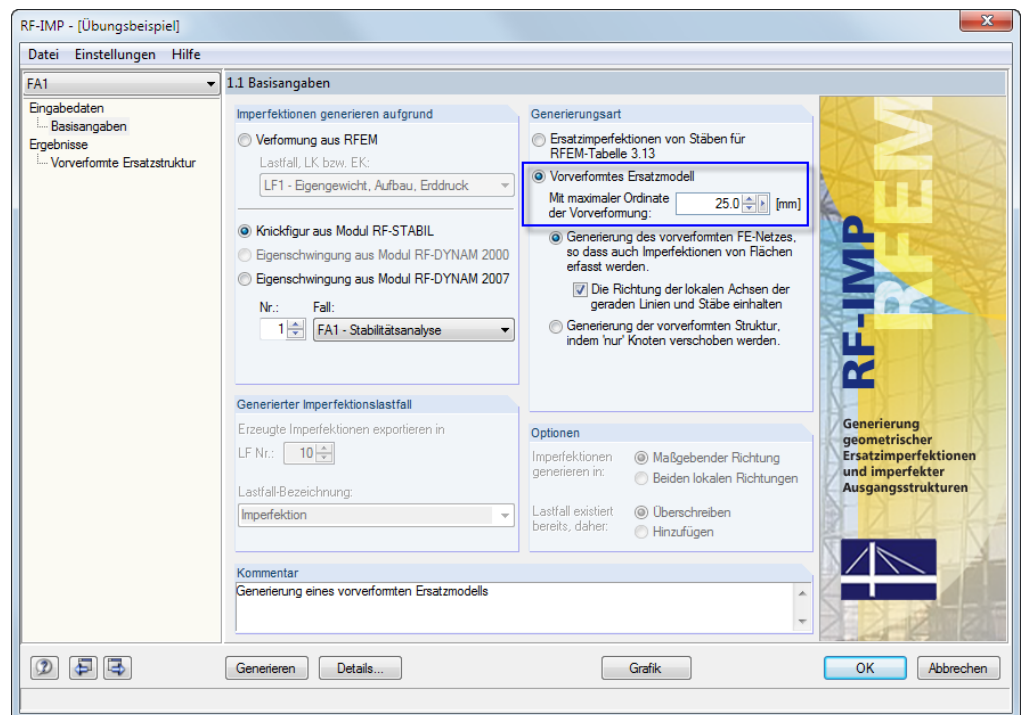 RF-IMP - [Übungsbeispiel]
Datei Einstellungen Hilfe
FA1
1.1 Basisangaben
Eingabedaten
Basisangaben
Ergebnisse
Vorverformte Ersatzstruktur
Imperfektionen generieren aufgrund
Verformung aus RFEM
Lastfall, LK bzw. EK:
LF1 - Eigengewicht, Aufbau, Erddruck
Knickfigur aus Modul RF-STABIL
Eigenschwingung aus Modul RF-DYNAM 2000
Eigenschwingung aus Modul RF-DYNAM 2007
Nr.: Fall:
1 FA1 - Stabilitätsanalyse
Generierter Imperfektionslastfall
Erzeugte Imperfektionen exportieren in
LF Nr.: 10
Lastfall-Bezeichnung:
Imperfektion
Generierungsart
Ersatzimperfektionen von Stäben für
RFEM-Tabelle 3.13
Vorverformtes Ersatzmodell
Mit maximaler Ordinate
der Vorverformung: 25.0 [mm]
Generierung des vorverformten FE-Netzes,
so dass auch Imperfektionen von Flächen
erfasst werden.
Die Richtung der lokalen Achsen der
geraden Linien und Stäbe einhalten
Generierung der vorverformten Struktur,
indem 'nur' Knoten verschoben werden.
Optionen
Imperfektionen
generieren in:
Maßgebender Richtung
Beiden lokalen Richtungen
Lastfall existiert
bereits, daher:
Überschreiben
Hinzufügen
Kommentar
Generierung eines vorverformten Ersatzmodells
RFEM
RF-IMP
Generierung
geometrischer
Ersatzimperfektionen
und imperfekter
Ausgangsstrukturen
Generieren Details... Grafik OK Abbrechen